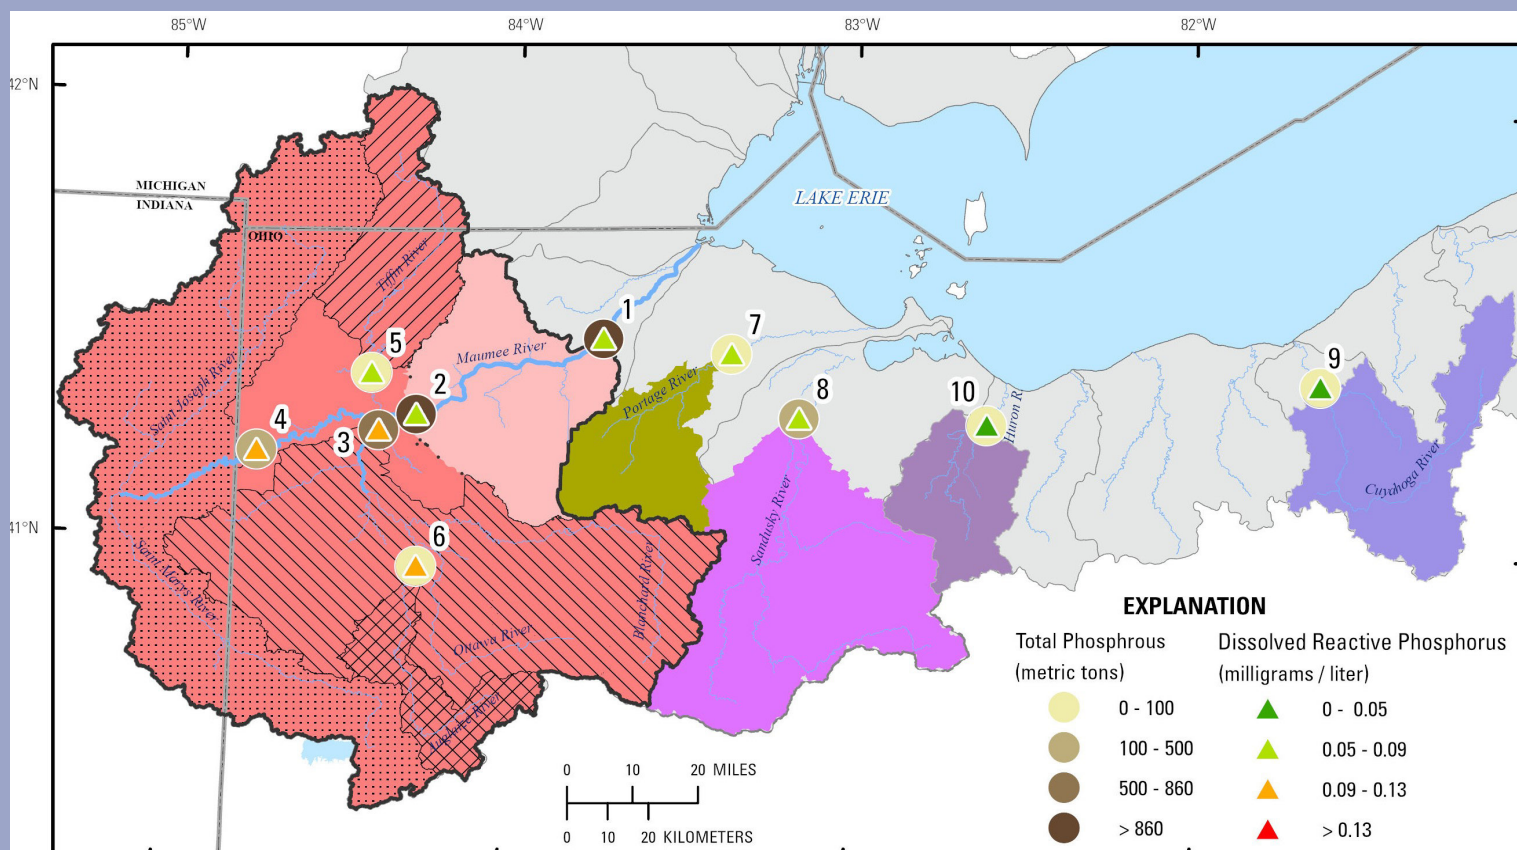 85°W 84°W 83°W 82°W
42°N
MICHIGAN
INDIANA
OHIO
LAKE ERIE
Tiffin River
1
7
5
Maumee River
9
2
Saint Joseph River
Portage River
8
10
4
3
Huron R.
Cuyahoga River
41°N
Sandusky River
6
Saint Marys River
Blanchard River
Ottawa River
Auglaize River
EXPLANATION
Total Phosphrous
(metric tons)
0 - 100
100 - 500
500 - 860
> 860
Dissolved Reactive Phosphorus
(milligrams / liter)
0 - 0.05
0.05 - 0.09
0.09 - 0.13
> 0.13
0 10 20 MILES
0 10 20 KILOMETERS